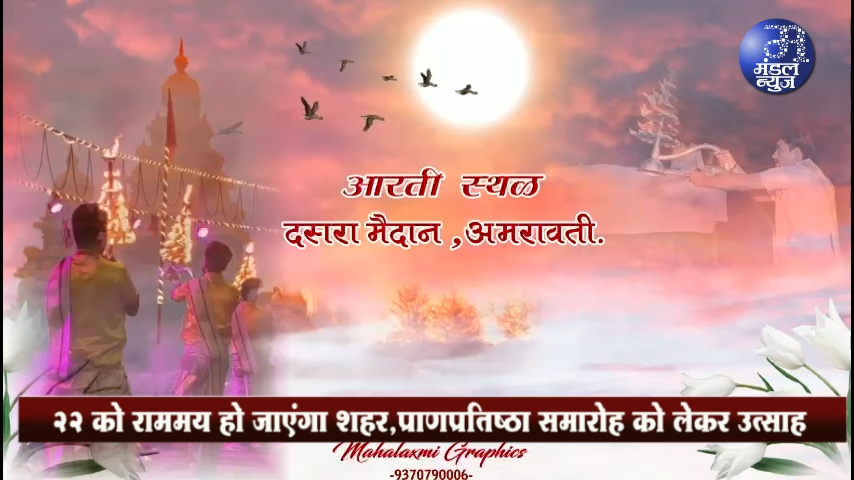 मंडल
न्युज
आरती स्थळ
दसरा मैदान ,अमरावती.
२२ को राममय हो जाएंगा शहर,प्राणप्रतिष्ठा समारोह को लेकर उत्साह
Mahalaxmi Graphics
-9370790006-